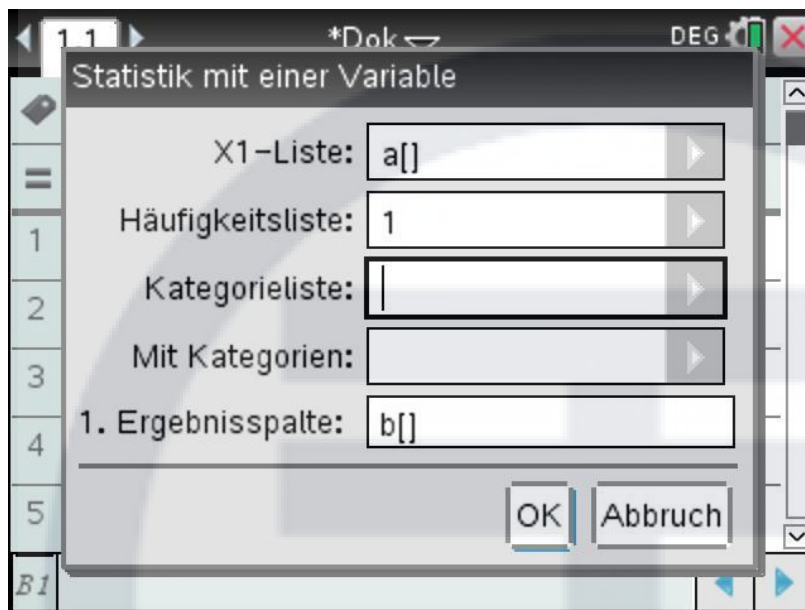 1.1 *Dok DEG
Statistik mit einer Variable
X1-Liste: a[]
Häufigkeitsliste: 1
Kategorieliste:
Mit Kategorien:
1. Ergebnisspalte: b[]
OK Abbruch
=
1
2
3
4
5
B1